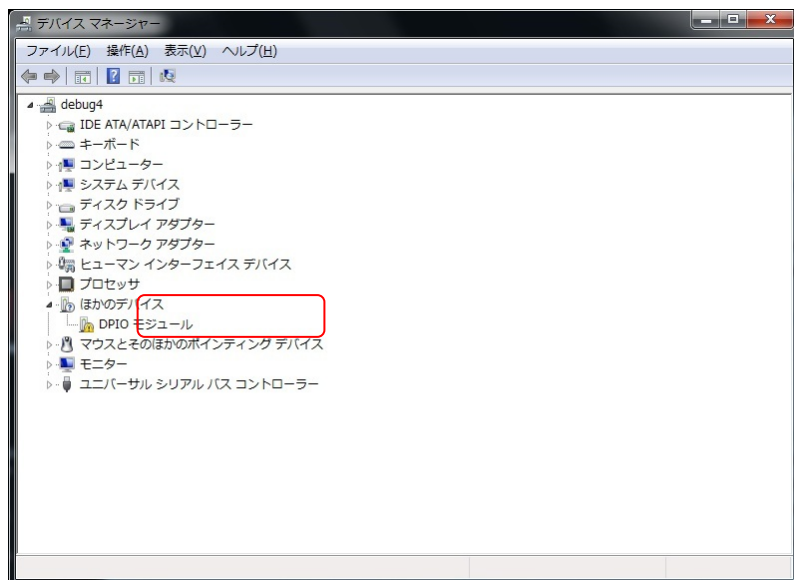 デバイス マネージャー
ファイル(F) 操作(A) 表示(V) ヘルプ(H)
debug4
IDE ATA/ATAPI コントローラー
キーボード
コンピューター
システム デバイス
ディスク ドライブ
ディスプレイ アダプター
ネットワーク アダプター
ヒューマン インターフェイス デバイス
プロセッサ
ほかのデバイス
DPIO モジュール
マウスとそのほかのポインティング デバイス
モニター
ユニバーサル シリアル バス コントローラー